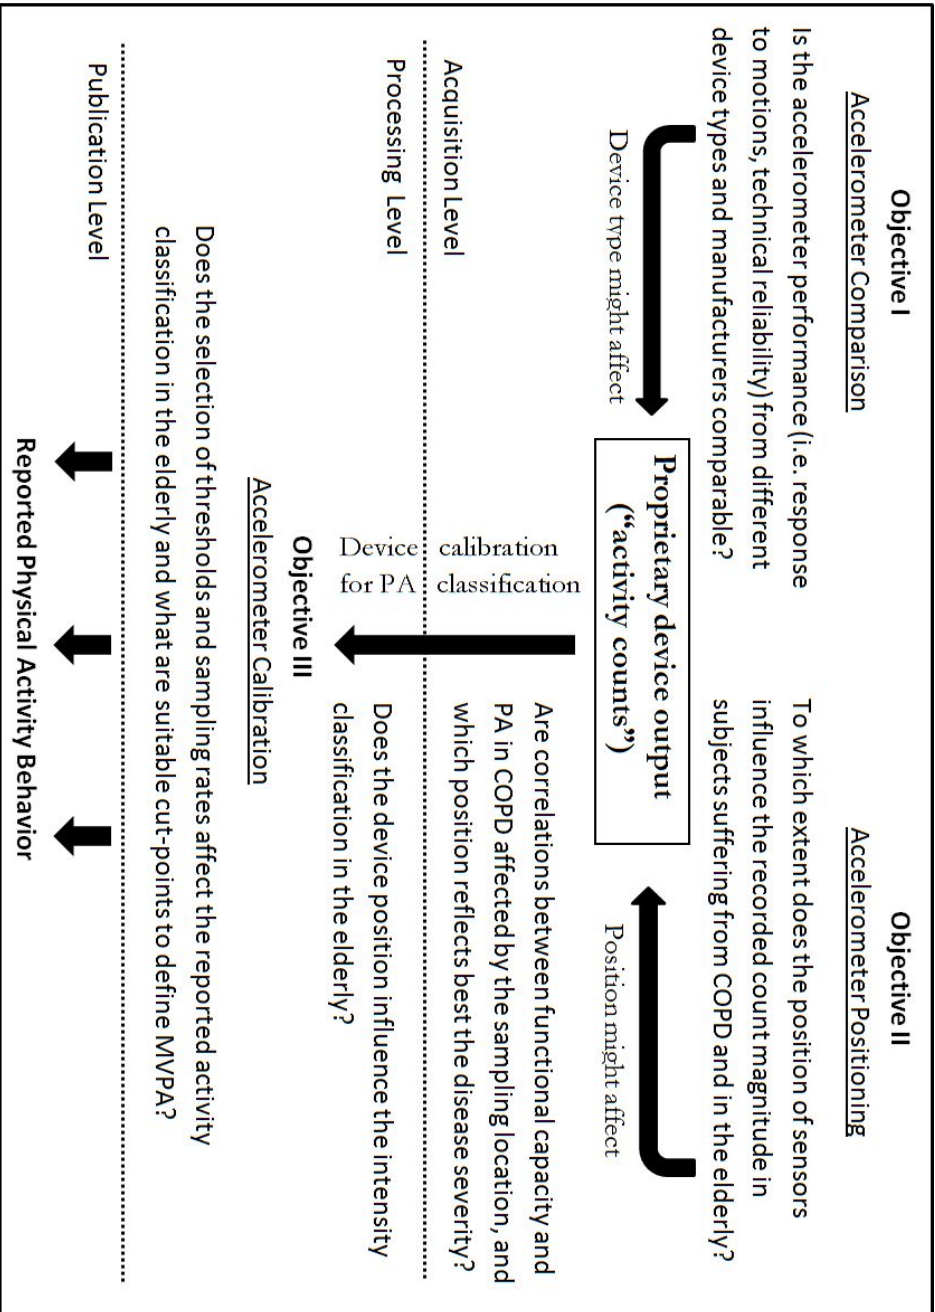 Objective I
Accelerometer Comparison
Is the accelerometer performance (i.e. response
to motions, technical reliability) from different
device types and manufacturers comparable?
Objective II
Accelerometer Positioning
To which extent does the position of sensors
influence the recorded count magnitude in
subjects suffering from COPD and in the elderly?
Device type might affect
Proprietary device output
(“activity counts”)
Position might affect
Are correlations between functional capacity and
PA in COPD affected by the sampling location, and
which position reflects best the disease severity?
Acquisition Level
Processing Level
Device calibration
for PA classification
Does the device position influence the intensity
classification in the elderly?
Objective III
Accelerometer Calibration
Does the selection of thresholds and sampling rates affect the reported activity
classification in the elderly and what are suitable cut-points to define MVPA?
Publication Level
Reported Physical Activity Behavior